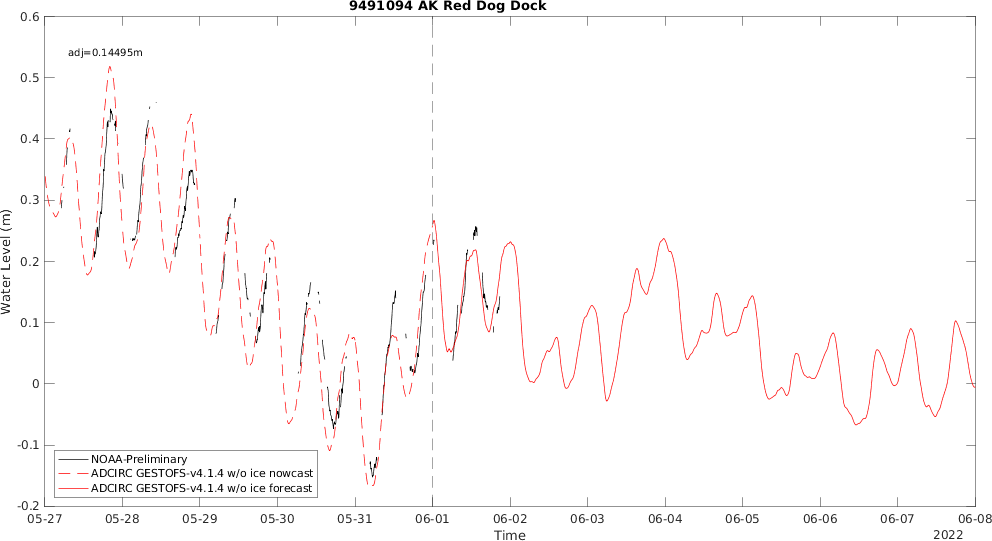 9491094 AK Red Dog Dock
0.6
adj=0.14495m
0.5
0.4
0.3
0.2
0.1
0
-0.1
-0.2
Water Level (m)
NOAA-Preliminary
ADCIRC GESTOFS-v4.1.4 w/o ice nowcast
ADCIRC GESTOFS-v4.1.4 w/o ice forecast
05-27 05-28 05-29 05-30 05-31 06-01 06-02 06-03 06-04 06-05 06-06 06-07 06-08
Time
2022